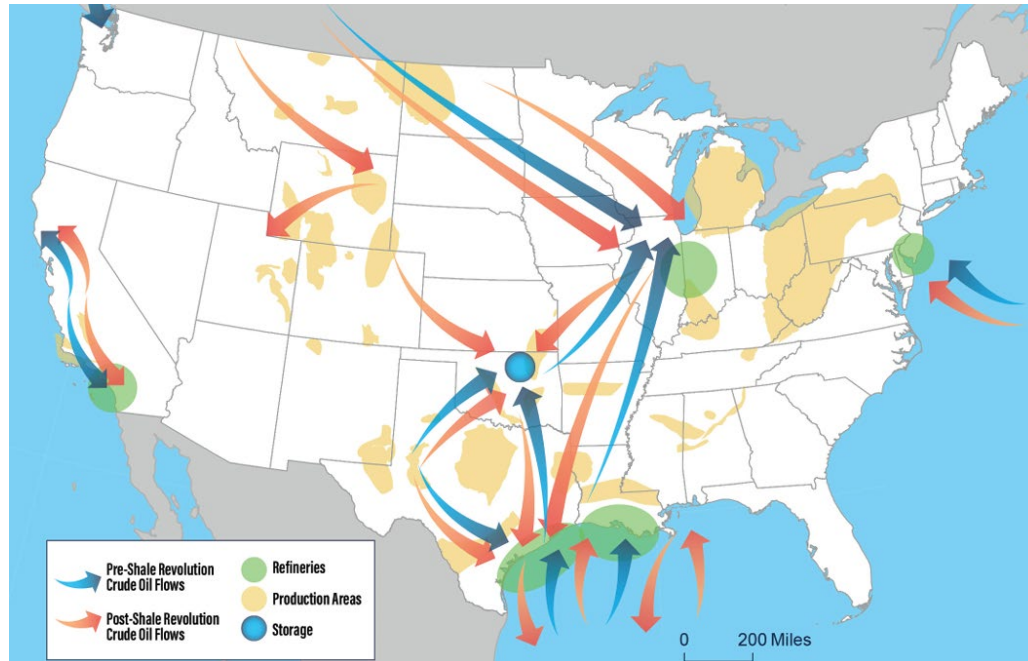 Pre-Shale Revolution
Crude Oil Flows
Post-Shale Revolution
Crude Oil Flows
Refineries
Production Areas
Storage
0 200 Miles